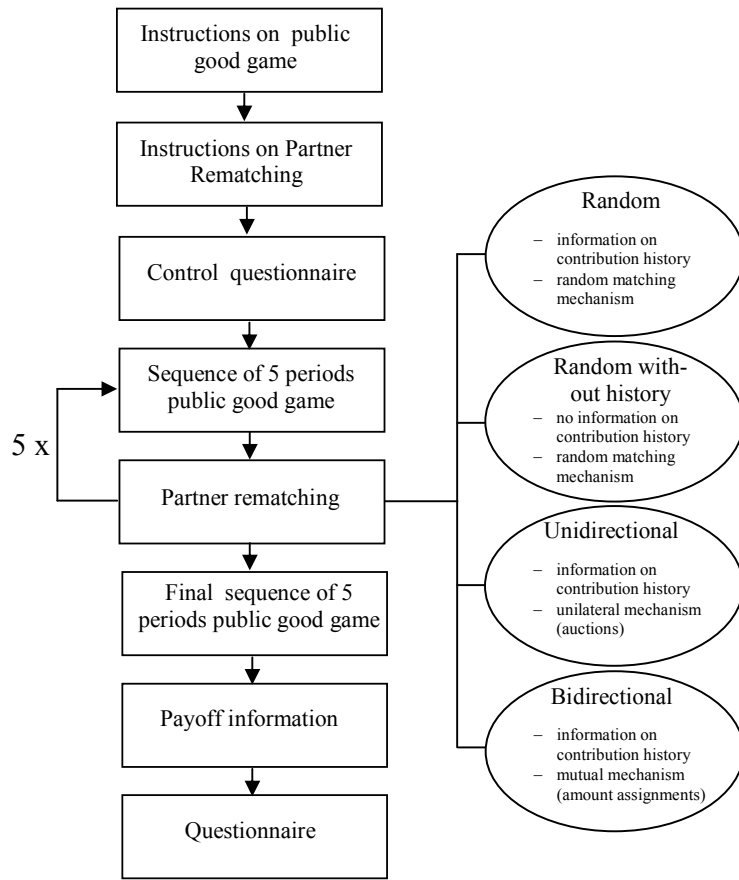 Instructions on public
good game
Instructions on Partner
Rematching
Control questionnaire
Sequence of 5 periods
public good game
5 x
Partner rematching
Final sequence of 5
periods public good game
Payoff information
Questionnaire
Random
– information on
contribution history
– random matching
mechanism
Random with-
out history
– no information on
contribution history
– random matching
mechanism
Unidirectional
– information on
contribution history
– unilateral mechanism
(auctions)
Bidirectional
– information on
contribution history
– mutual mechanism
(amount assignments)